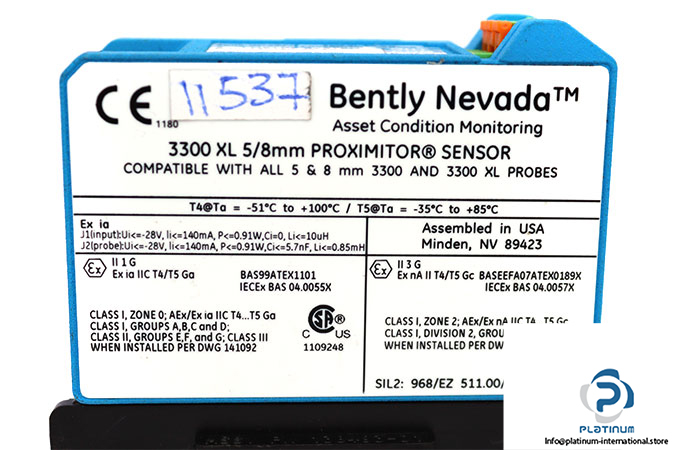 CE 1180
11537
Bently Nevada™
Asset Condition Monitoring
3300 XL 5/8mm PROXIMITOR® SENSOR
COMPATIBLE WITH ALL 5 & 8 mm 3300 AND 3300 XL PROBES
T4@Ta = -51°C to +100°C / T5@Ta = -35°C to +85°C
Ex ia
J1(input):Ui<=-28V, Ii<=140mA, P<=0.91W,Ci=0, Li<=10uH
J2(probe):Ui<=-28V, Ii<=140mA, P<=0.91W,Ci<=5.7nF, Li<=0.85mH
Assembled in USA
Minden, NV 89423
Ex II 1 G
Ex ia IIC T4/T5 Ga
BAS99ATEX1101
IECEx BAS 04.0055X
Ex II 3 G
Ex nA II T4/T5 Gc BASEEFA07ATEX0189X
IECEx BAS 04.0057X
CLASS I, ZONE 0; AEx/Ex ia IIC T4...T5 Ga
CLASS I, GROUPS A,B,C and D;
CLASS II, GROUPS E,F, and G; CLASS III
WHEN INSTALLED PER DWG 141092
SA
C US
1109248
CLASS I, ZONE 2; AEx/Ex nA IIC T4...T5 Gc
CLASS I, DIVISION 2, GROU
WHEN INSTALLED PER DW
SIL2: 968/EZ 511.00/
PLATINUM
info@platinum-international.store